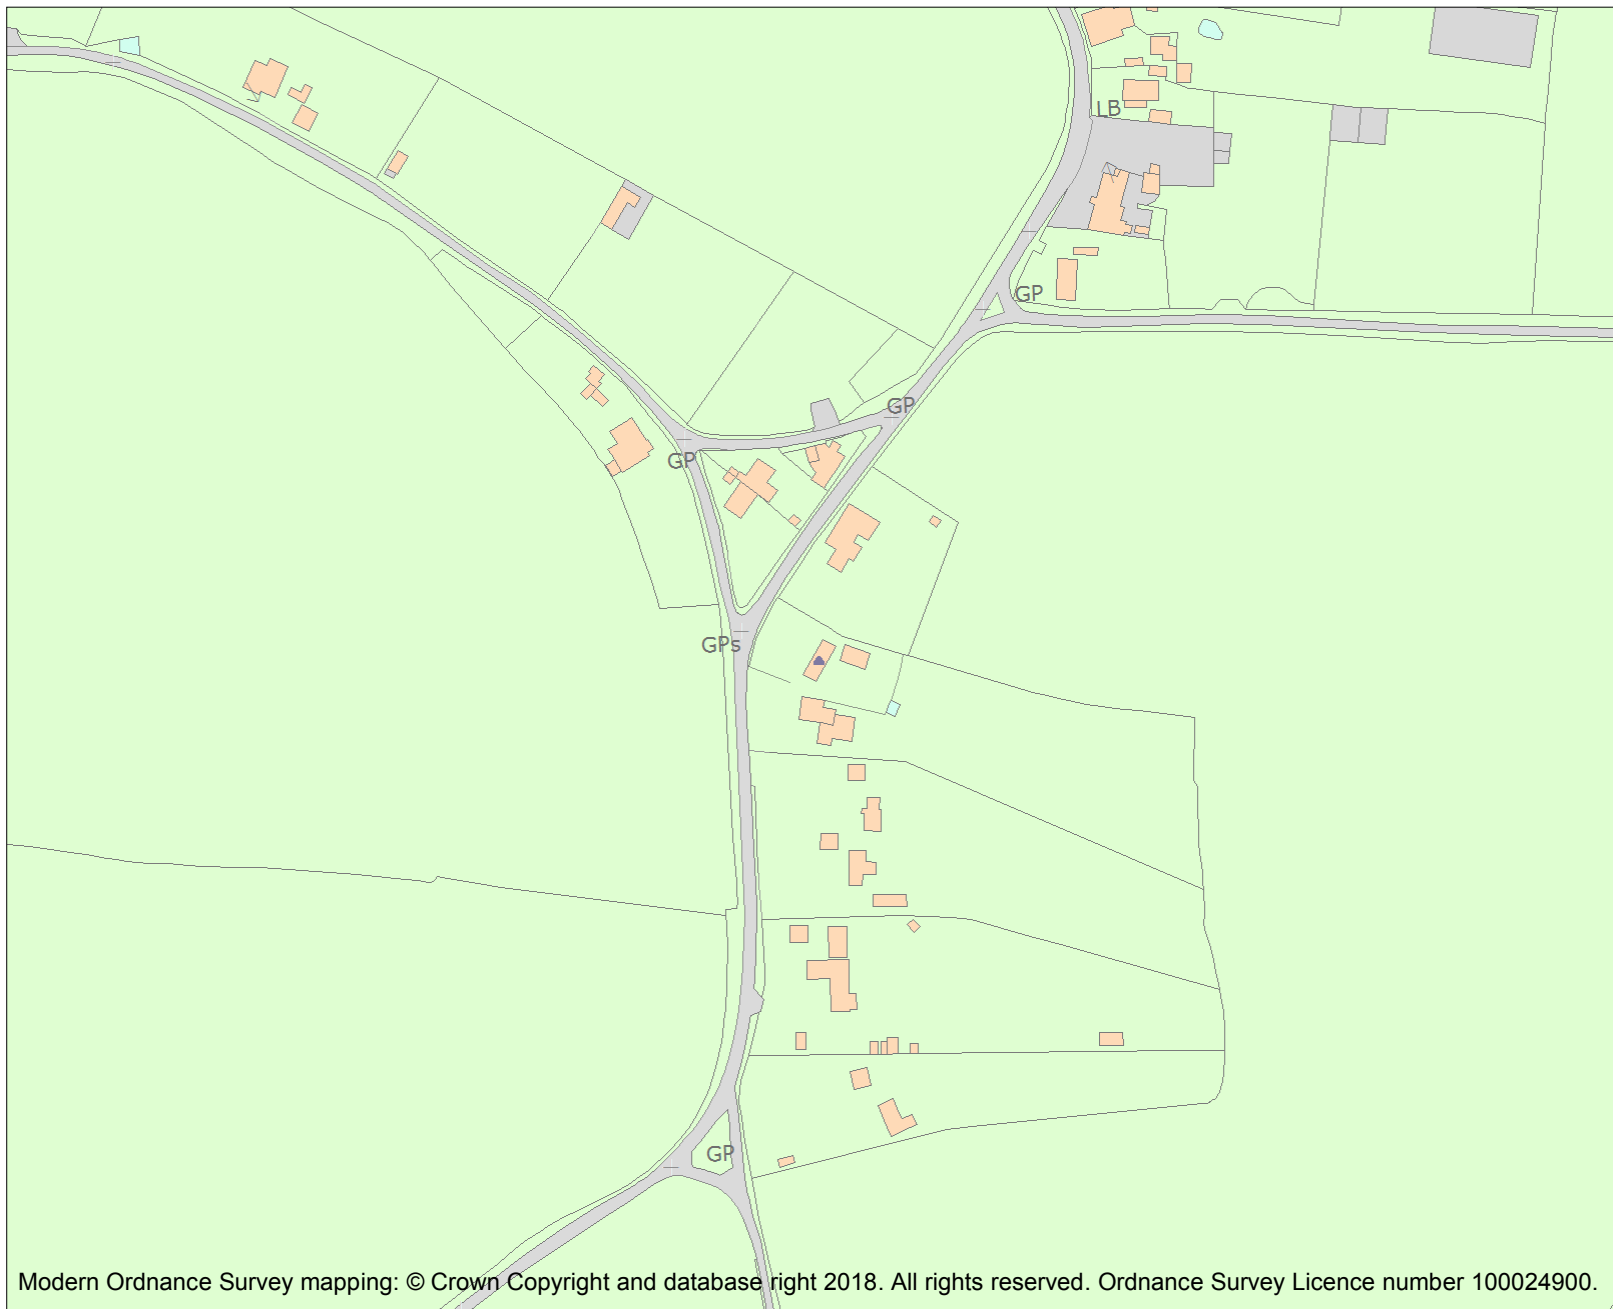 LB
GP
GP
GP
GPs
GP
Modern Ordnance Survey mapping: © Crown Copyright and database right 2018. All rights reserved. Ordnance Survey Licence number 100024900.